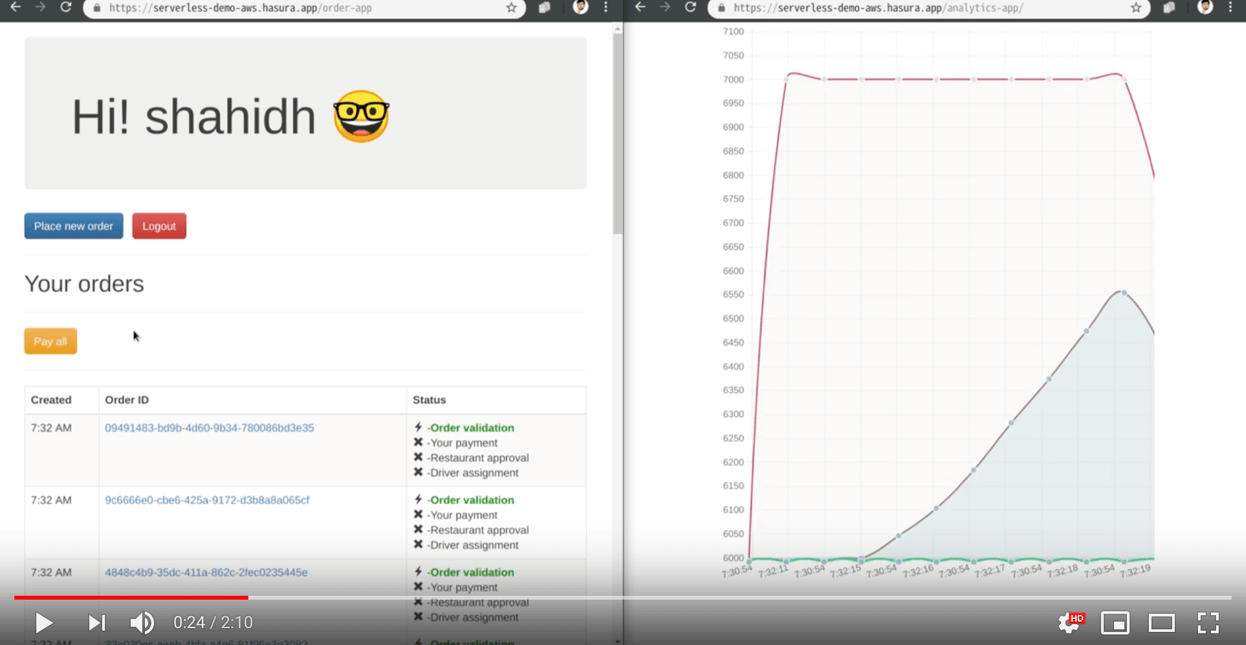 https://serverless-demo-aws.hasura.app/order-app
https://serverless-demo-aws.hasura.app/analytics-app/
Hi! shahidh 🤓
Place new order
Logout
Your orders
Pay all
Created Order ID Status
7:32 AM 09491483-bd9b-4d60-9b34-780086bd3e35 -Order validation
-Your payment
-Restaurant approval
-Driver assignment
7:32 AM 9c6666e0-cbe6-425a-9172-d3b8a8a065cf -Order validation
-Your payment
-Restaurant approval
-Driver assignment
7:32 AM 4848c4b9-35dc-411a-862c-2fec0235445e -Order validation
-Your payment
-Restaurant approval
-Driver assignment
7:32 AM -Order validation
7100
7050
7000
6950
6900
6850
6800
6750
6700
6650
6600
6550
6500
6450
6400
6350
6300
6250
6200
6150
6100
6050
6000
7:30:54 7:32:11 7:30:54 7:32:15 7:30:54 7:32:16 7:30:54 7:32:17 7:30:54 7:32:18 7:30:54 7:32:19
0:24 / 2:10
HD